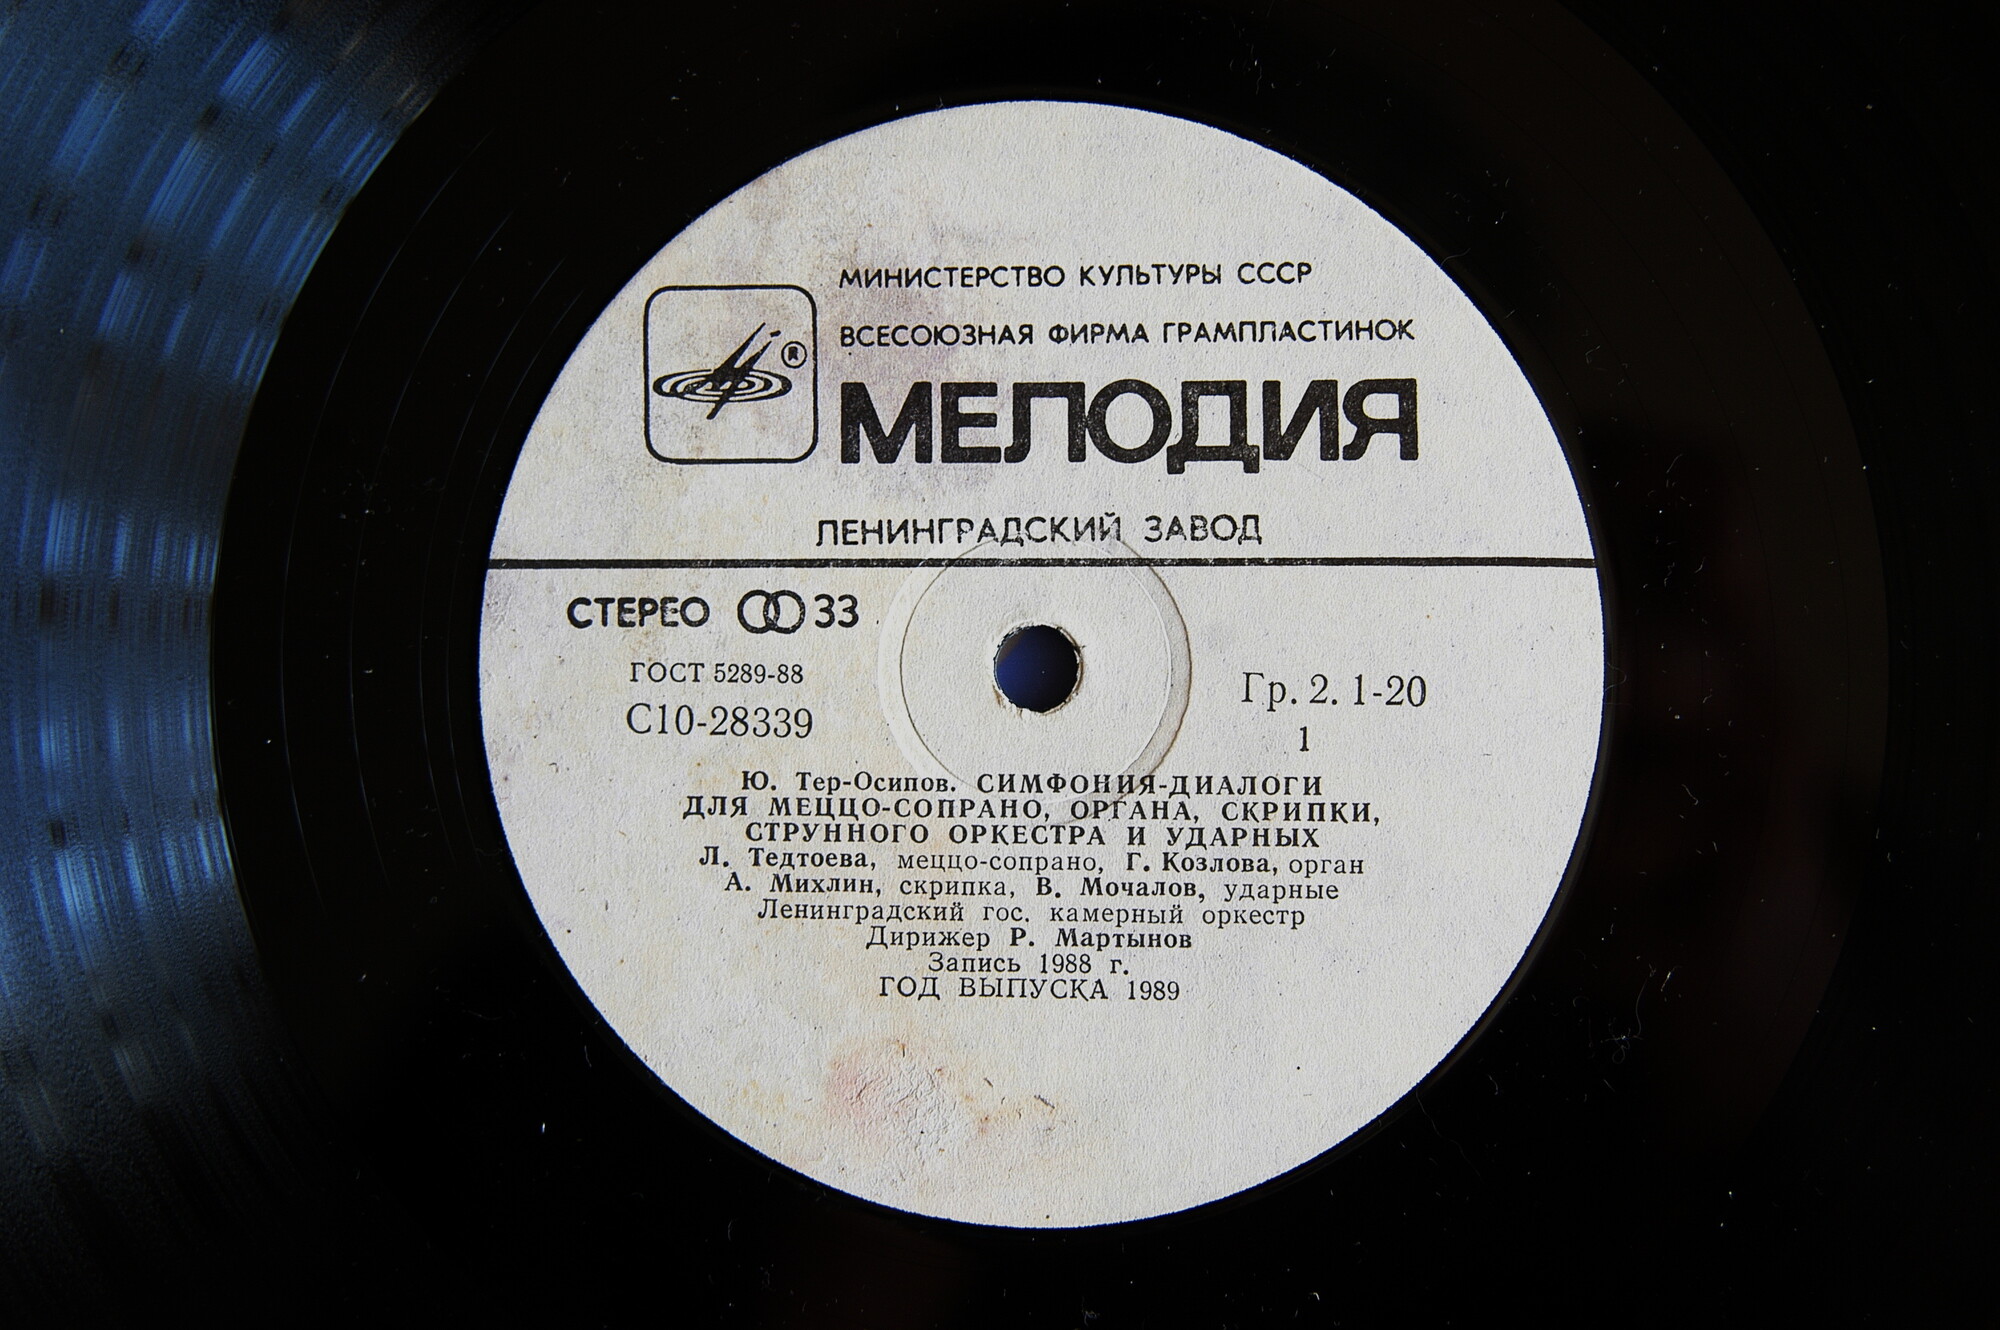 МИНИСТЕРСТВО КУЛЬТУРЫ СССР
ВСЕСОЮЗНАЯ ФИРМА ГРАМПЛАСТИНОК
®
МЕЛОДИЯ
ЛЕНИНГРАДСКИЙ ЗАВОД
СТЕРЕО 33
ГОСТ 5289-88
С10-28339
Гр. 2. 1-20
1
Ю. Тер-Осипов. СИМФОНИЯ-ДИАЛОГИ
ДЛЯ МЕЦЦО-СОПРАНО, ОРГАНА, СКРИПКИ,
СТРУННОГО ОРКЕСТРА И УДАРНЫХ
Л. Тедтоева, меццо-сопрано, Г. Козлова, орган
А. Михлин, скрипка, В. Мочалов, ударные
Ленинградский гос. камерный оркестр
Дирижер Р. Мартынов
Запись 1988 г.
ГОД ВЫПУСКА 1989